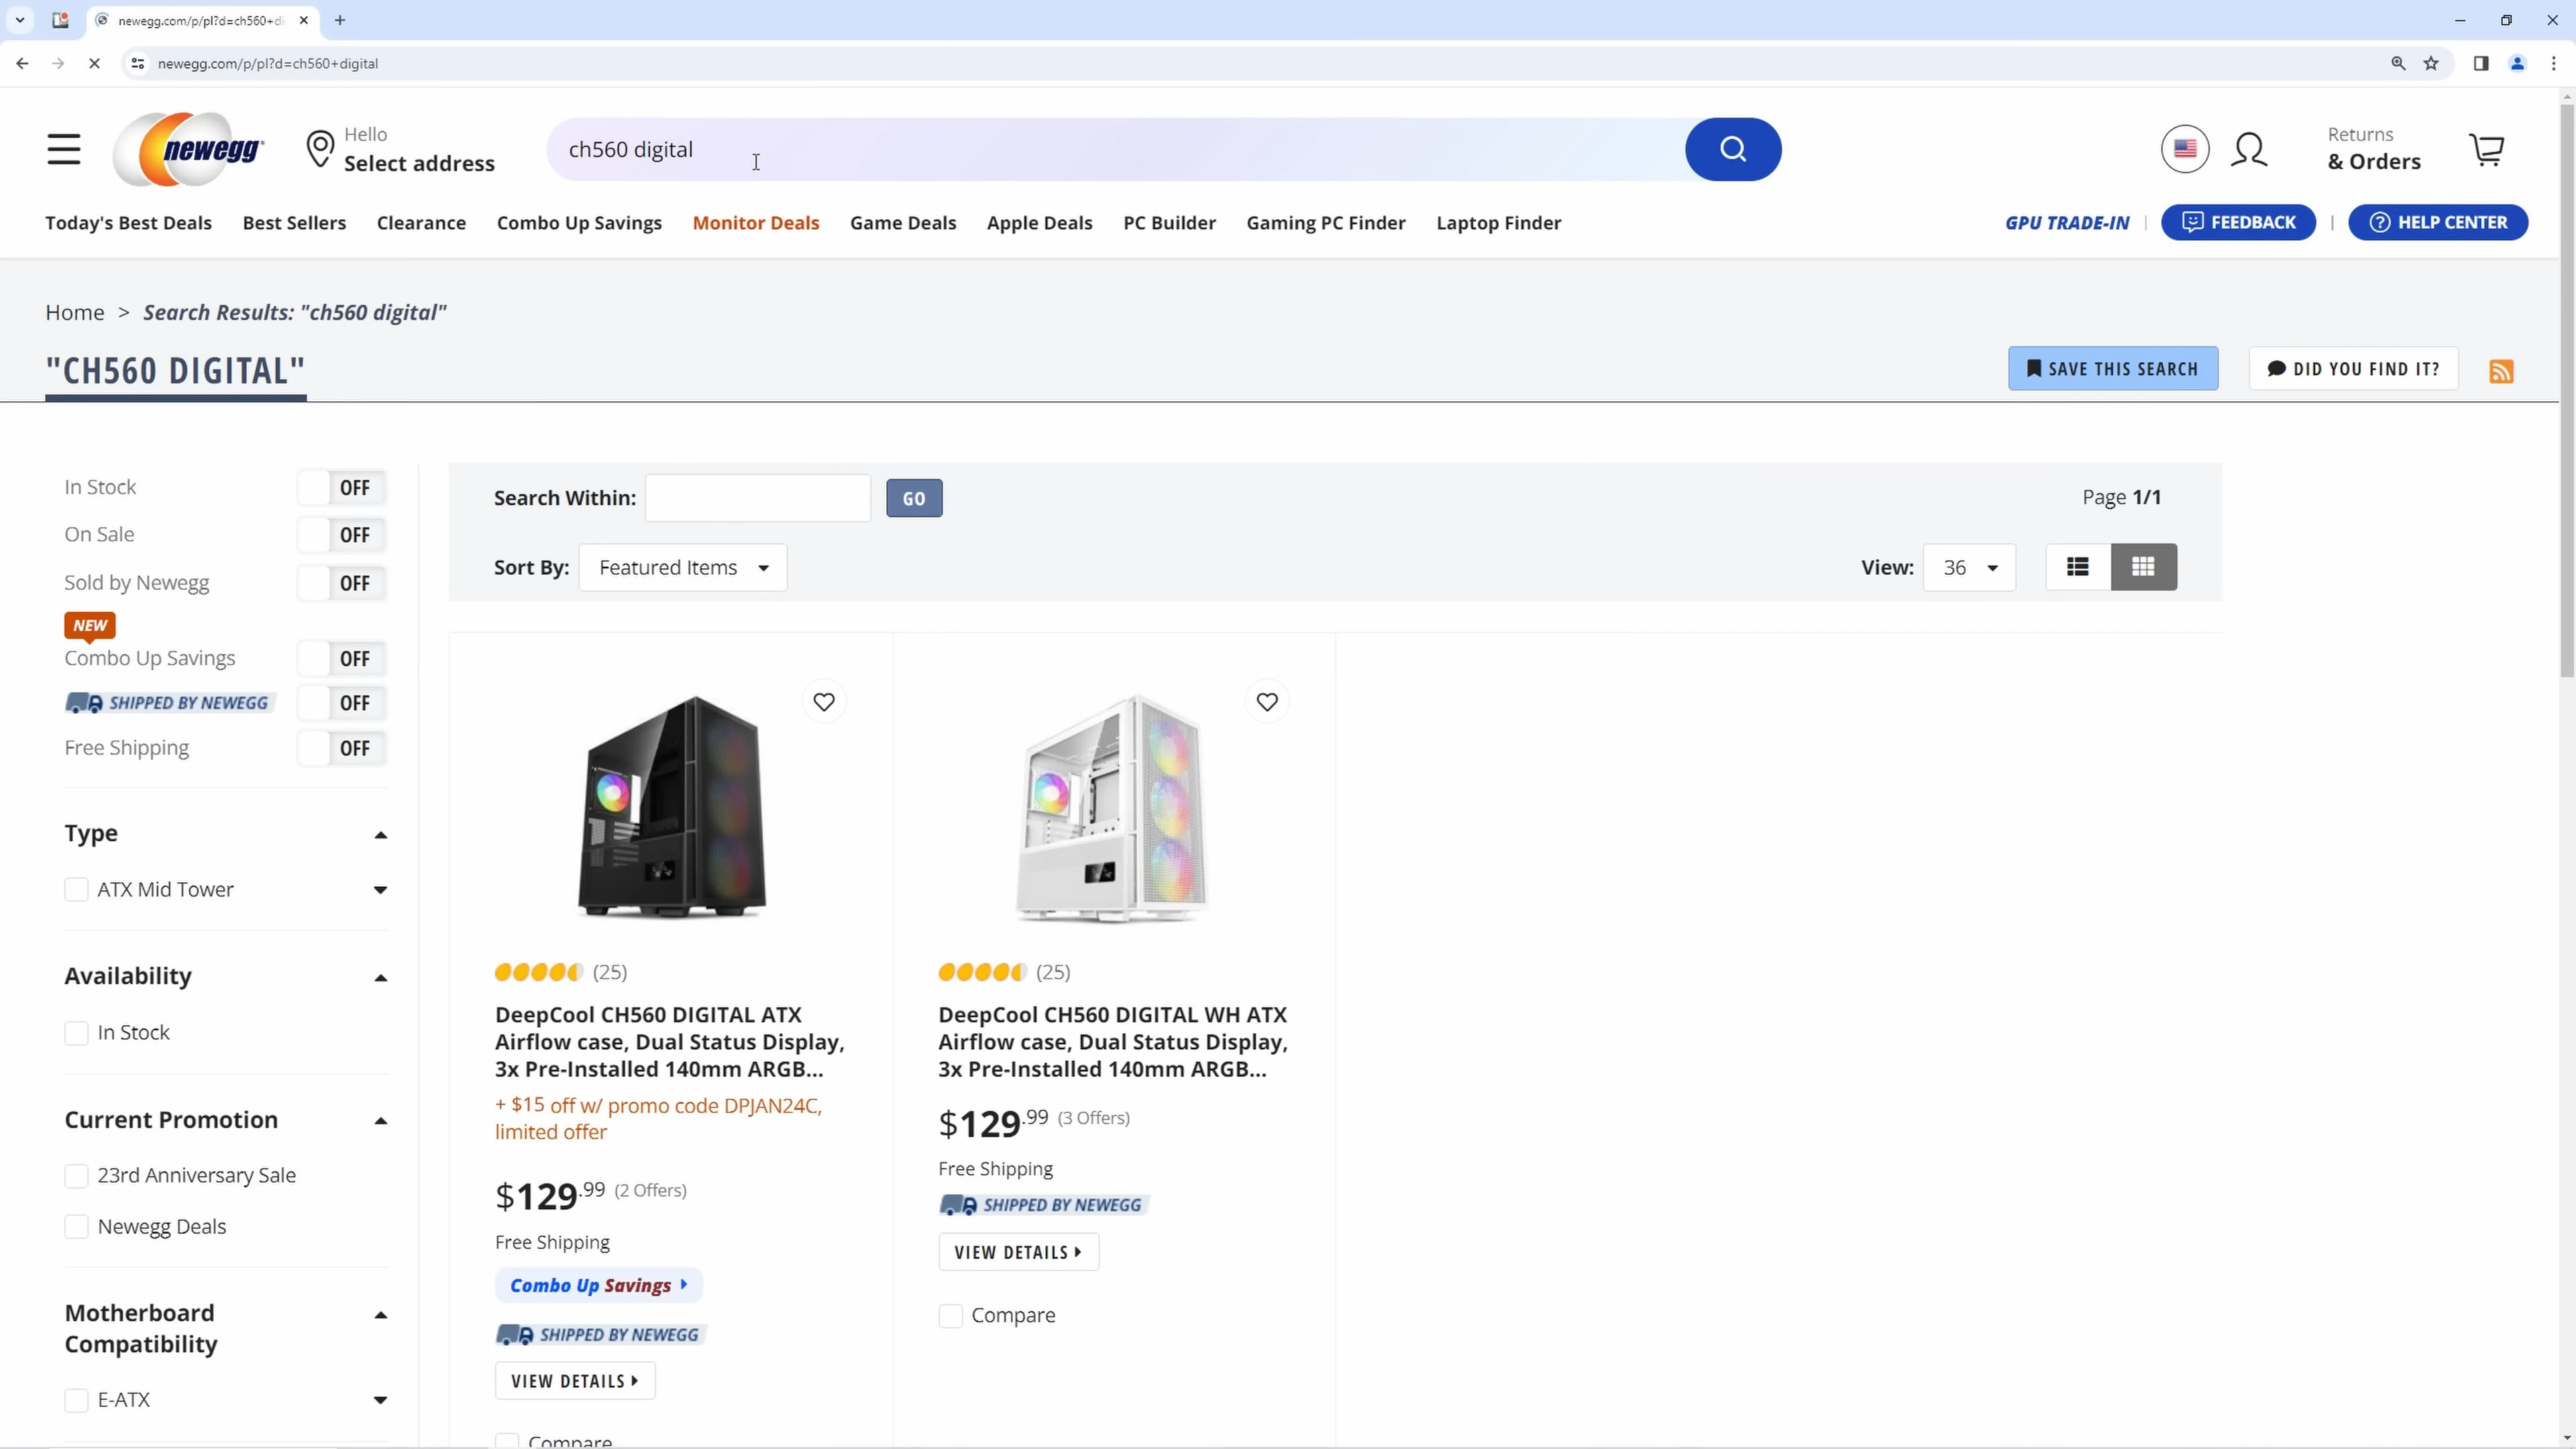 newegg.com/p/pl?d=ch560+di
newegg.com/p/pl?d=ch560+digital
newegg
Hello
Select address
ch560 digital
Returns
& Orders
Today's Best Deals
Best Sellers
Clearance
Combo Up Savings
Monitor Deals
Game Deals
Apple Deals
PC Builder
Gaming PC Finder
Laptop Finder
GPU TRADE-IN
FEEDBACK
HELP CENTER
Home > Search Results: "ch560 digital"
"CH560 DIGITAL"
SAVE THIS SEARCH
DID YOU FIND IT?
In Stock OFF
On Sale OFF
Sold by Newegg OFF
NEW
Combo Up Savings OFF
SHIPPED BY NEWEGG OFF
Free Shipping OFF
Type
ATX Mid Tower
Availability
In Stock
Current Promotion
23rd Anniversary Sale
Newegg Deals
Motherboard
Compatibility
E-ATX
Search Within: GO
Page 1/1
Sort By: Featured Items
View: 36
(25)
DeepCool CH560 DIGITAL ATX
Airflow case, Dual Status Display,
3x Pre-Installed 140mm ARGB...
+ $15 off w/ promo code DPJAN24C,
limited offer
$129.99 (2 Offers)
Free Shipping
Combo Up Savings
SHIPPED BY NEWEGG
VIEW DETAILS
Compare
(25)
DeepCool CH560 DIGITAL WH ATX
Airflow case, Dual Status Display,
3x Pre-Installed 140mm ARGB...
$129.99 (3 Offers)
Free Shipping
SHIPPED BY NEWEGG
VIEW DETAILS
Compare